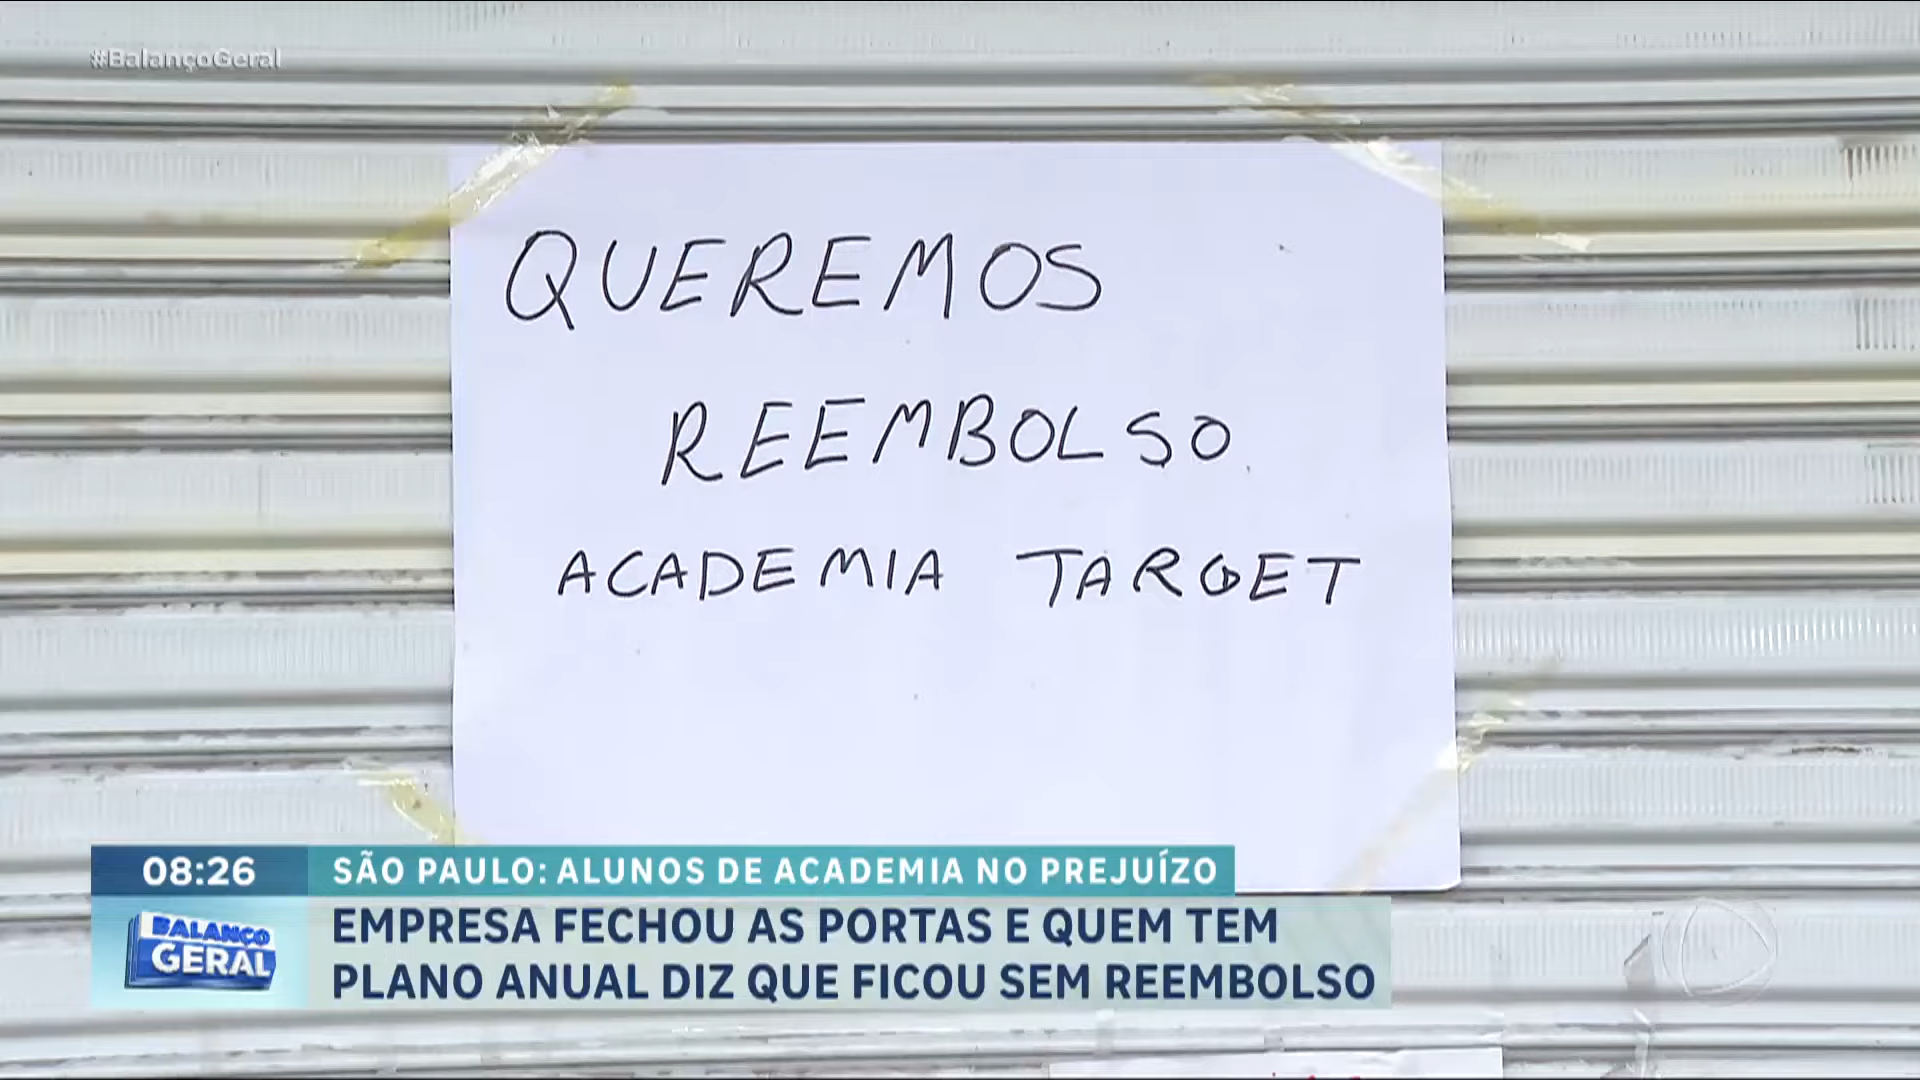 #BalançoGeral
QUEREMOS
REEMBOLSO
ACADEMIA TARGET
08:26
SÃO PAULO: ALUNOS DE ACADEMIA NO PREJUÍZO
BALANÇO
GERAL
EMPRESA FECHOU AS PORTAS E QUEM TEM
PLANO ANUAL DIZ QUE FICOU SEM REEMBOLSO